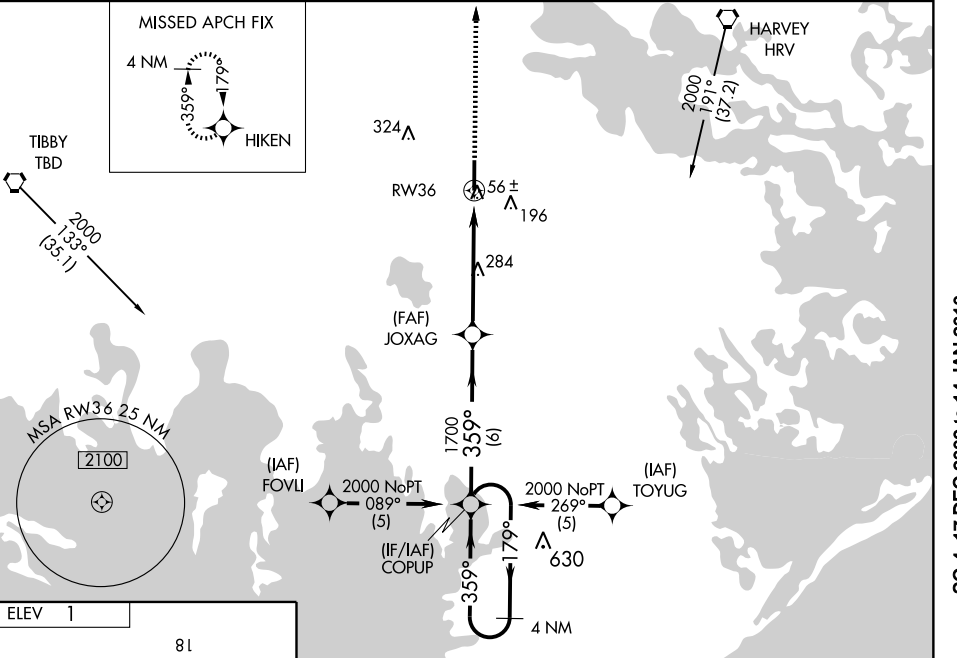 MISSED APCH FIX
4 NM
359°
179°
HIKEN
HARVEY
HRV
2000
191°
(37.2)
TIBBY
TBD
2000
133°
(35.1)
324
RW36
56 ±
196
284
(FAF)
JOXAG
1700
359°
(6)
MSA RW36 25 NM
2100
(IAF)
FOVLI
2000 NoPT
089°
(5)
(IF/IAF)
COPUP
2000 NoPT
269°
(5)
(IAF)
TOYUG
630
359°
179°
4 NM
ELEV 1
18